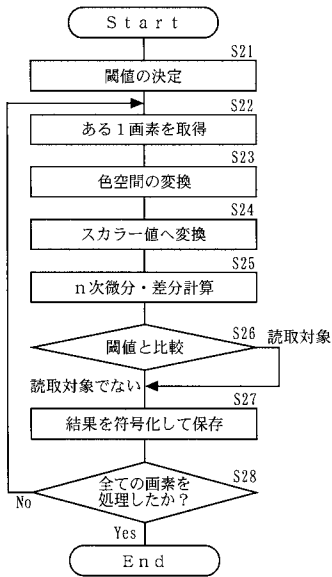 Start
S21
閾値の決定
S22
ある1画素を取得
S23
色空間の変換
S24
スカラー値へ変換
S25
n次微分・差分計算
S26
閾値と比較
読取対象
読取対象でない
S27
結果を符号化して保存
S28
全ての画素を
処理したか？
No
Yes
End